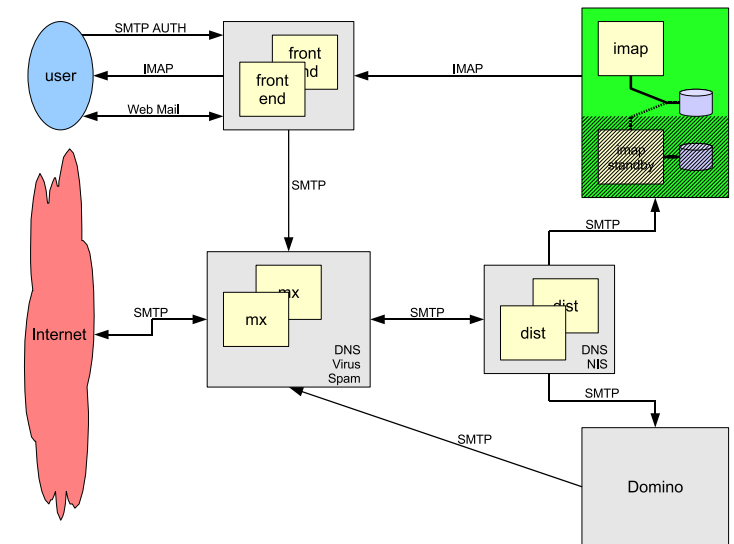 SMTP AUTH
user
IMAP
Web Mail
front
end
front
end
IMAP
imap
imap
standby
SMTP
SMTP
Internet
SMTP
mx
mx
DNS
Virus
Spam
SMTP
dist
dist
DNS
NIS
SMTP
SMTP
Domino